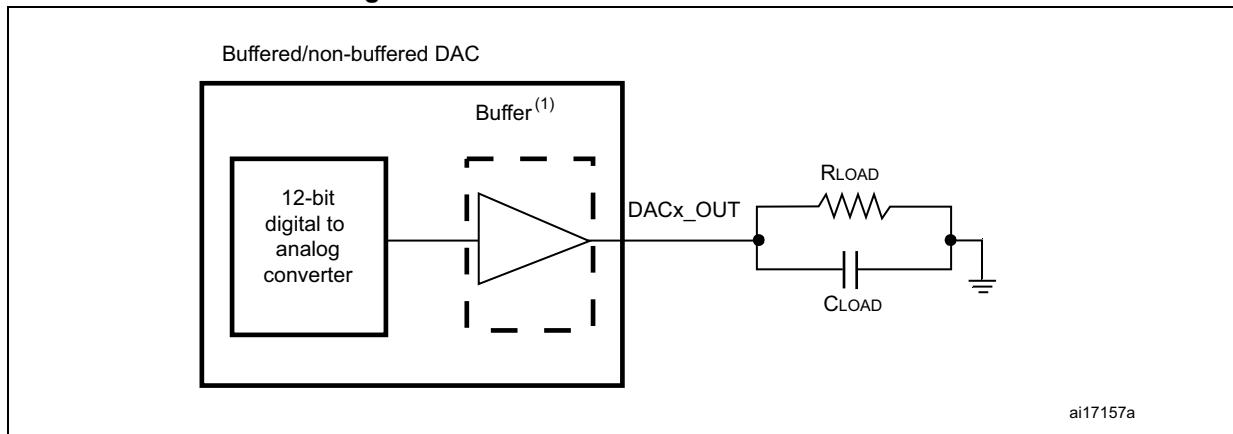 Buffered/non-buffered DAC
Buffer(1)
12-bit
digital to
analog
converter
DACx_OUT
RLOAD
CLOAD
ai17157a